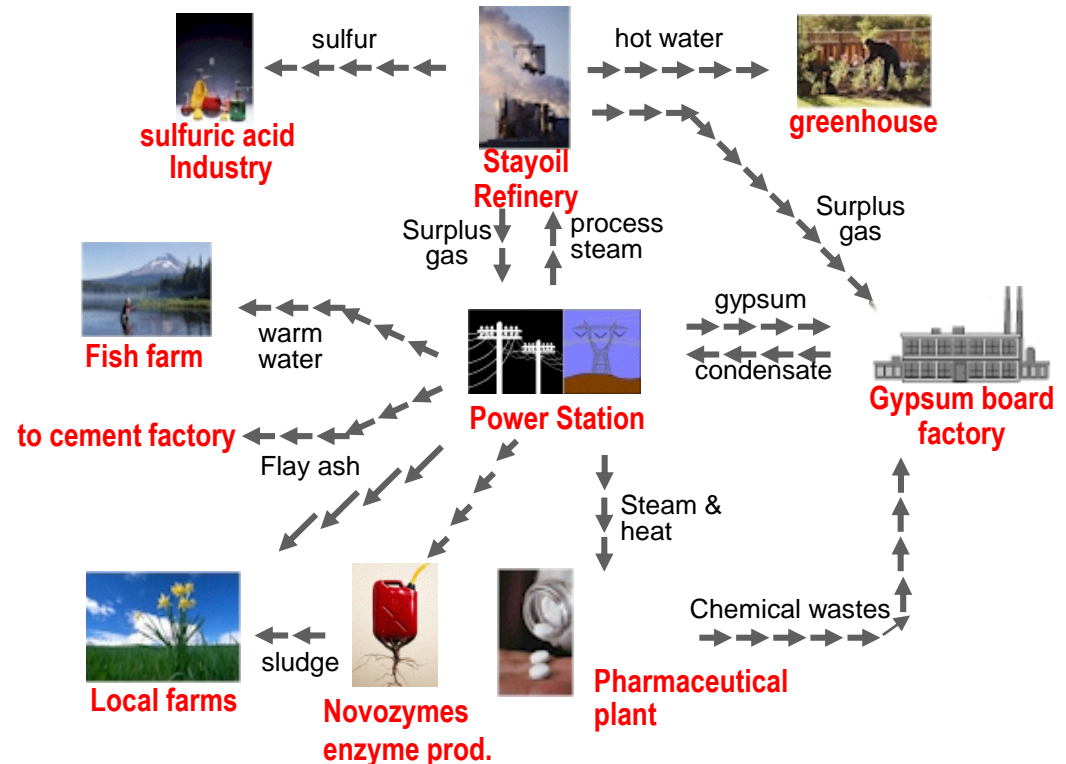 sulfur
hot water
sulfuric acid
Industry
Stayoil
Refinery
greenhouse
Surplus
gas
process
steam
Surplus
gas
warm
water
Fish farm
gypsum
condensate
Power Station
Gypsum board
factory
to cement factory
Flay ash
Steam &
heat
Chemical wastes
sludge
Local farms
Novozymes
enzyme prod.
Pharmaceutical
plant